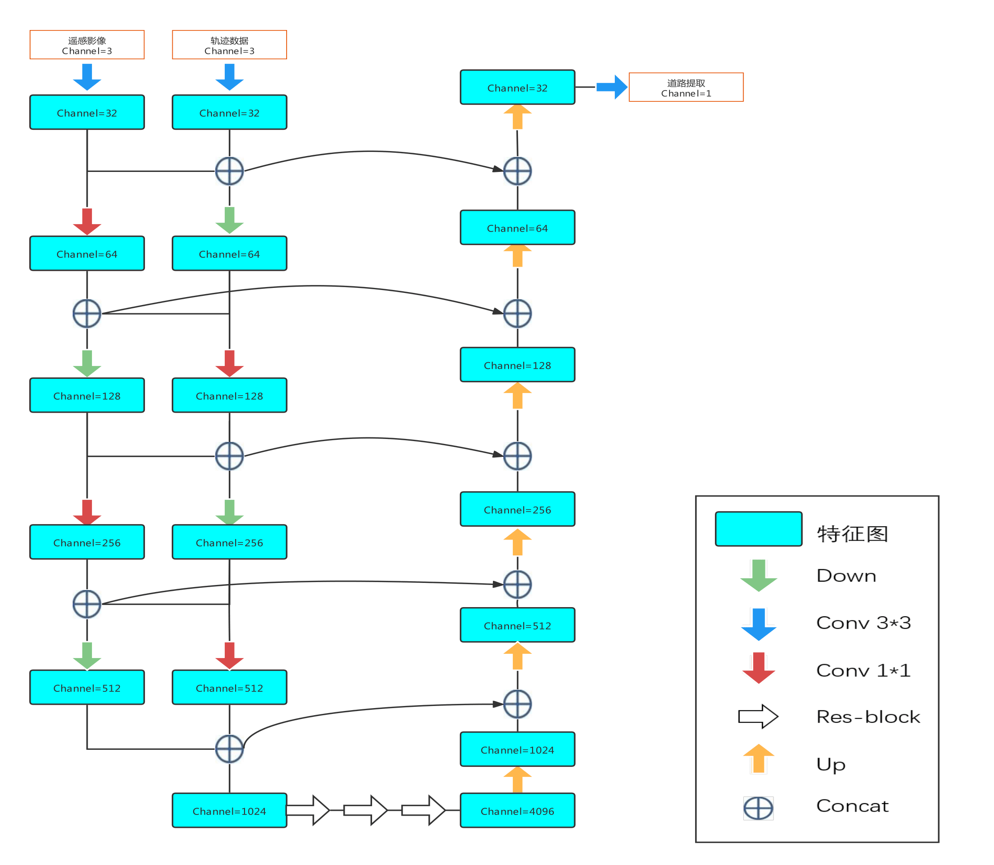 遥感影像
Channel=3
轨迹数据
Channel=3
Channel=32
道路提取
Channel=1
Channel=32
Channel=32
Channel=64
Channel=64
Channel=64
Channel=128
Channel=128
Channel=128
Channel=256
Channel=256
Channel=256
Channel=512
Channel=512
Channel=512
Channel=1024
Channel=1024
Channel=4096
特征图
Down
Conv 3*3
Conv 1*1
Res-block
Up
Concat